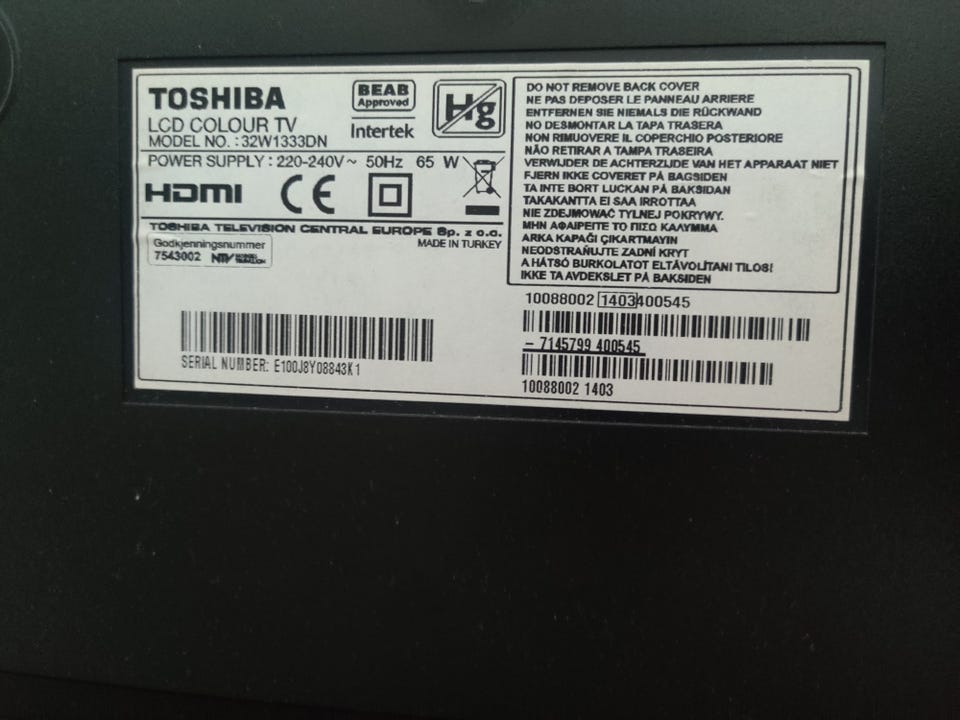 TOSHIBA
LCD COLOUR TV
MODEL NO. : 32W1333DN
BEAB
Approved
Intertek
Hg
POWER SUPPLY : 220-240V~ 50Hz 65 W
HDMI CE
TOSHIBA TELEVISION CENTRAL EUROPE Sp. z o.o.
MADE IN TURKEY
Godkjenningsnummer
7543002
SERIAL NUMBER: E100J8Y08843K1
DO NOT REMOVE BACK COVER
NE PAS DEPOSER LE PANNEAU ARRIERE
ENTFERNEN SIE NIEMALS DIE RÜCKWAND
NO DESMONTAR LA TAPA TRASERA
NON RIMUOVERE IL COPERCHIO POSTERIORE
NÃO RETIRAR A TAMPA TRASEIRA
VERWIJDER DE ACHTERZIJDE VAN HET APPARAAT NIET
FJERN IKKE COVERET PÅ BAGSIDEN
TA INTE BORT LUCKAN PÅ BAKSIDAN
TAKAKANTTA EI SAA IRROTTAA
NIE ZDEJMOWAĆ TYLNEJ POKRYWY.
ΜΗΝ ΑΦΑΙΡΕΙΤΕ ΤΟ ΠΙΣΩ ΚΑΛΥΜΜΑ
ARKA KAPAĞI ÇIKARTMAYIN
NEODSTRAŇUJTE ZADNÍ KRYT
A HÁTSÓ BURKOLATOT ELTÁVOLÍTANI TILOS!
IKKE TA AVDEKSLET PÅ BAKSIDEN
10088002 1403400545
- 7145799 400545
10088002 1403